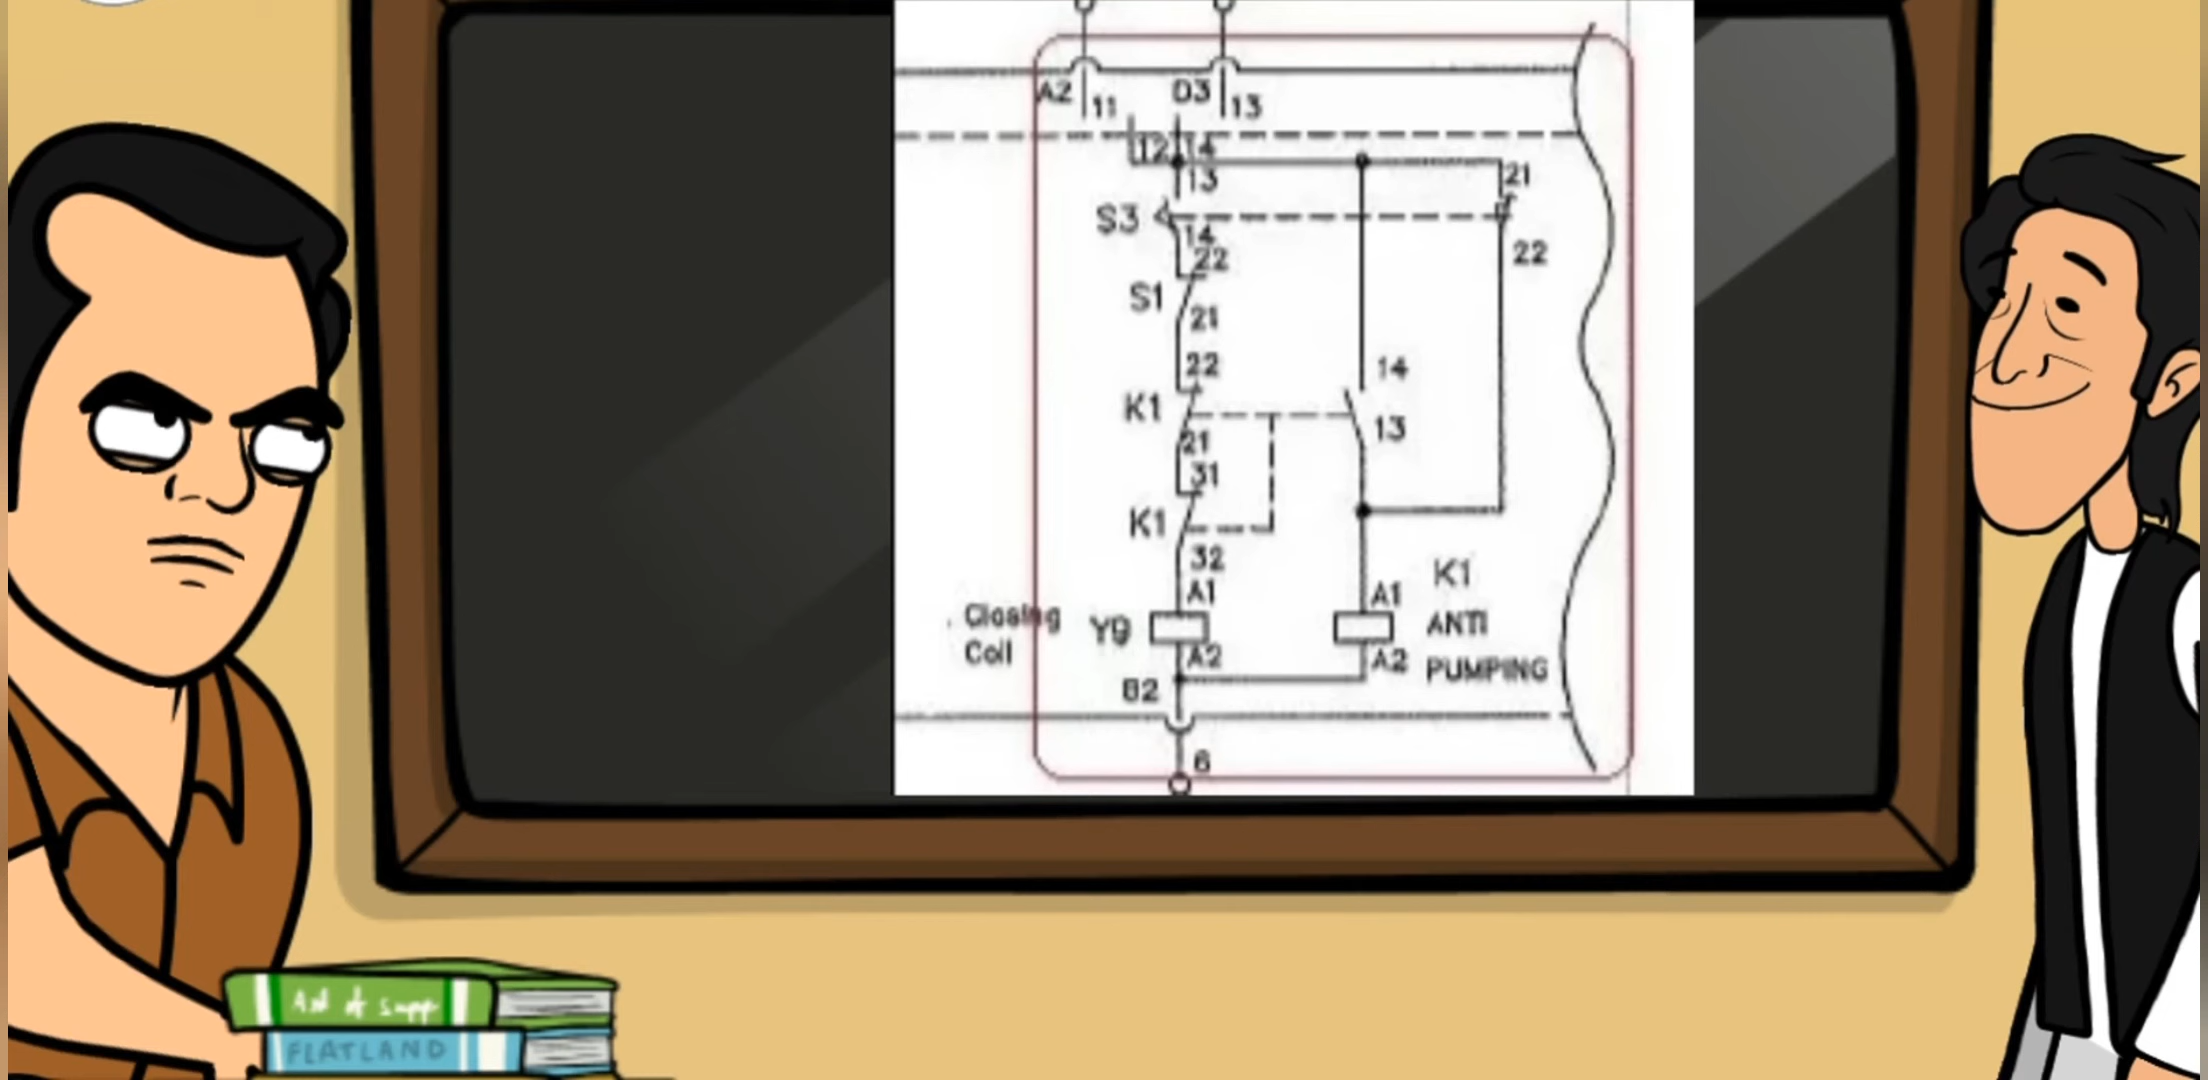 A2 11 D3 13
12 14
13 21
S3
14 22
22
S1
21
22 14
K1 13
21
31
K1
32 K1
A1 A1
Closing Y9 ANTI
Coil A2 A2 PUMPING
B2
6
FLATLAND